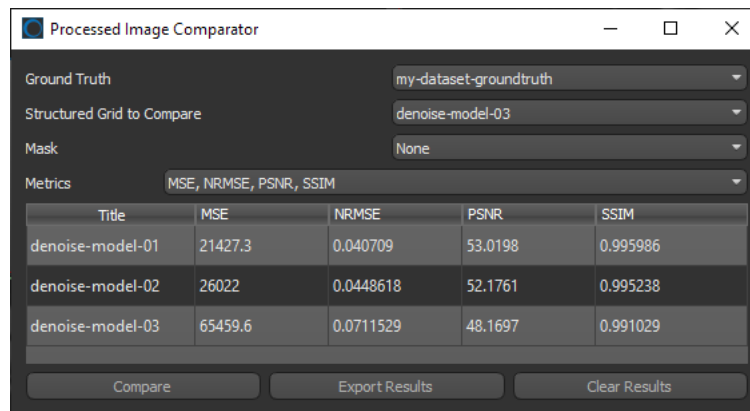 Processed Image Comparator
Ground Truth my-dataset-groundtruth
Structured Grid to Compare denoise-model-03
Mask None
Metrics MSE, NRMSE, PSNR, SSIM
Title MSE NRMSE PSNR SSIM
denoise-model-01 21427.3 0.040709 53.0198 0.995986
denoise-model-02 26022 0.0448618 52.1761 0.995238
denoise-model-03 65459.6 0.0711529 48.1697 0.991029
Compare Export Results Clear Results